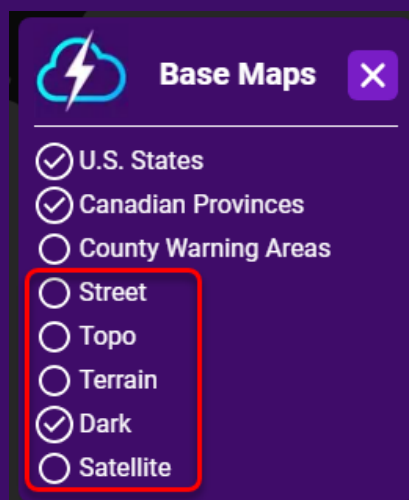 Base Maps
U.S. States
Canadian Provinces
County Warning Areas
Street
Topo
Terrain
Dark
Satellite